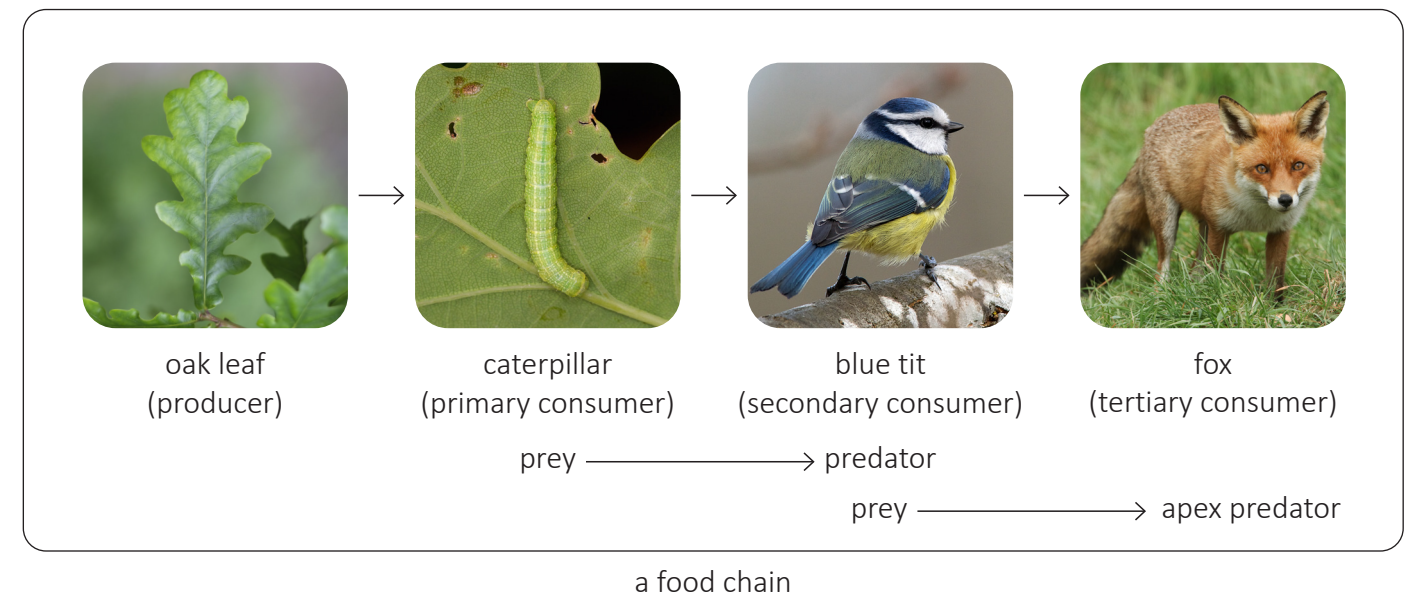 oak leaf
(producer)
caterpillar
(primary consumer)
blue tit
(secondary consumer)
fox
(tertiary consumer)
prey
predator
prey
apex predator
a food chain